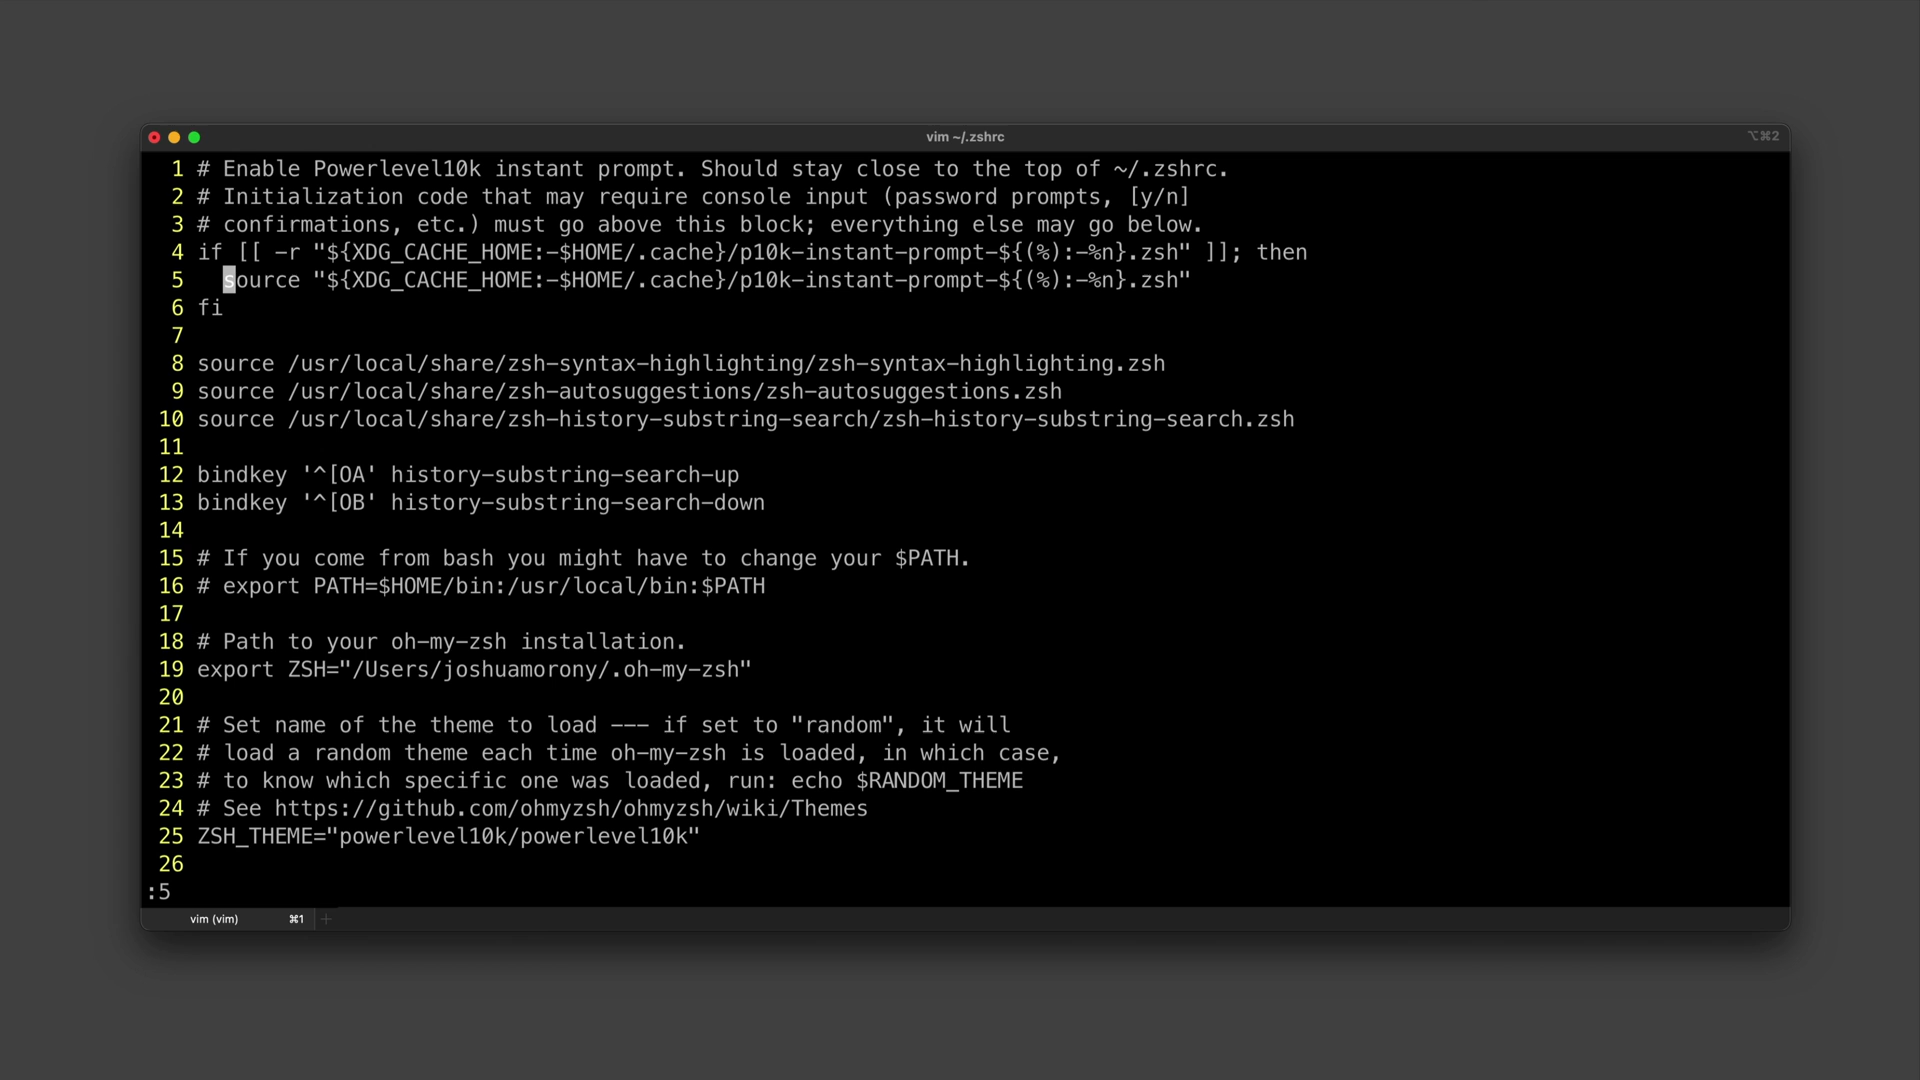 vim ~/.zshrc
⌥⌘2
1 # Enable Powerlevel10k instant prompt. Should stay close to the top of ~/.zshrc.
2 # Initialization code that may require console input (password prompts, [y/n]
3 # confirmations, etc.) must go above this block; everything else may go below.
4 if [[ -r "${XDG_CACHE_HOME:-$HOME/.cache}/p10k-instant-prompt-${(%):-%n}.zsh" ]]; then
5   source "${XDG_CACHE_HOME:-$HOME/.cache}/p10k-instant-prompt-${(%):-%n}.zsh"
6 fi
7
8 source /usr/local/share/zsh-syntax-highlighting/zsh-syntax-highlighting.zsh
9 source /usr/local/share/zsh-autosuggestions/zsh-autosuggestions.zsh
10 source /usr/local/share/zsh-history-substring-search/zsh-history-substring-search.zsh
11
12 bindkey '^[OA' history-substring-search-up
13 bindkey '^[OB' history-substring-search-down
14
15 # If you come from bash you might have to change your $PATH.
16 # export PATH=$HOME/bin:/usr/local/bin:$PATH
17
18 # Path to your oh-my-zsh installation.
19 export ZSH="/Users/joshuamorony/.oh-my-zsh"
20
21 # Set name of the theme to load --- if set to "random", it will
22 # load a random theme each time oh-my-zsh is loaded, in which case,
23 # to know which specific one was loaded, run: echo $RANDOM_THEME
24 # See https://github.com/ohmyzsh/ohmyzsh/wiki/Themes
25 ZSH_THEME="powerlevel10k/powerlevel10k"
26
:5
vim (vim) ⌘1 +